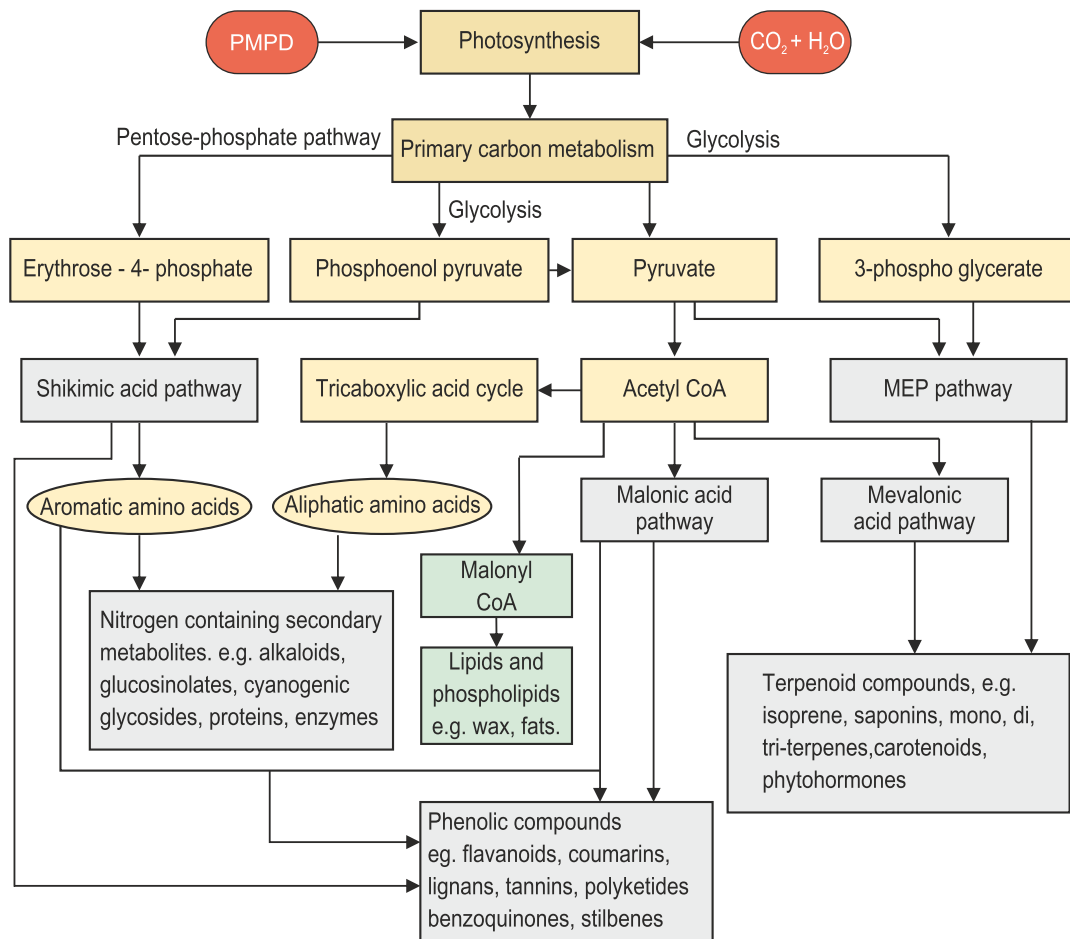 PMPD
Photosynthesis
CO2 + H2O
Pentose-phosphate pathway
Primary carbon metabolism
Glycolysis
Glycolysis
Erythrose - 4- phosphate
Phosphoenol pyruvate
Pyruvate
3-phospho glycerate
Shikimic acid pathway
Tricaboxylic acid cycle
Acetyl CoA
MEP pathway
Aromatic amino acids
Aliphatic amino acids
Malonic acid
pathway
Mevalonic
acid pathway
Malonyl
CoA
Nitrogen containing secondary
metabolites. e.g. alkaloids,
glucosinolates, cyanogenic
glycosides, proteins, enzymes
Lipids and
phospholipids
e.g. wax, fats.
Terpenoid compounds, e.g.
isoprene, saponins, mono, di,
tri-terpenes,carotenoids,
phytohormones
Phenolic compounds
eg. flavanoids, coumarins,
lignans, tannins, polyketides
benzoquinones, stilbenes